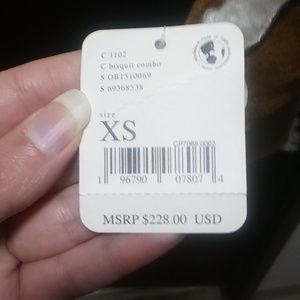 C 1102
C bisquit combo
S OB1510069
S 69368538
size
XS
CP7088 0003
1 96790 07807 4
MSRP $228.00 USD